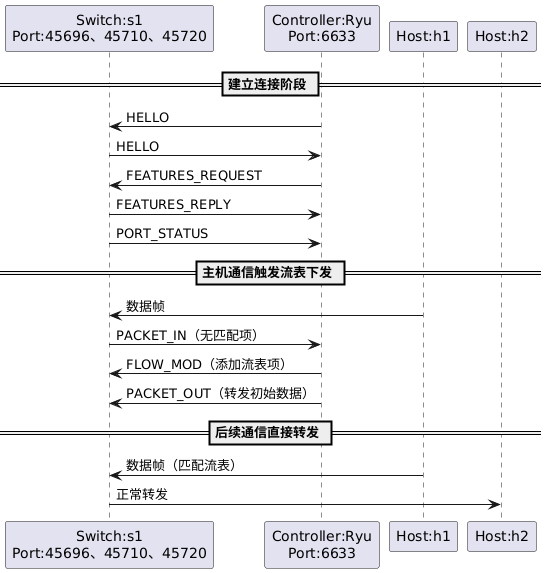 Switch:s1
Port:45696、45710、45720
Controller:Ryu
Port:6633
Host:h1
Host:h2
建立连接阶段
HELLO
HELLO
FEATURES_REQUEST
FEATURES_REPLY
PORT_STATUS
主机通信触发流表下发
数据帧
PACKET_IN（无匹配项）
FLOW_MOD（添加流表项）
PACKET_OUT（转发初始数据）
后续通信直接转发
数据帧（匹配流表）
正常转发
Switch:s1
Port:45696、45710、45720
Controller:Ryu
Port:6633
Host:h1
Host:h2